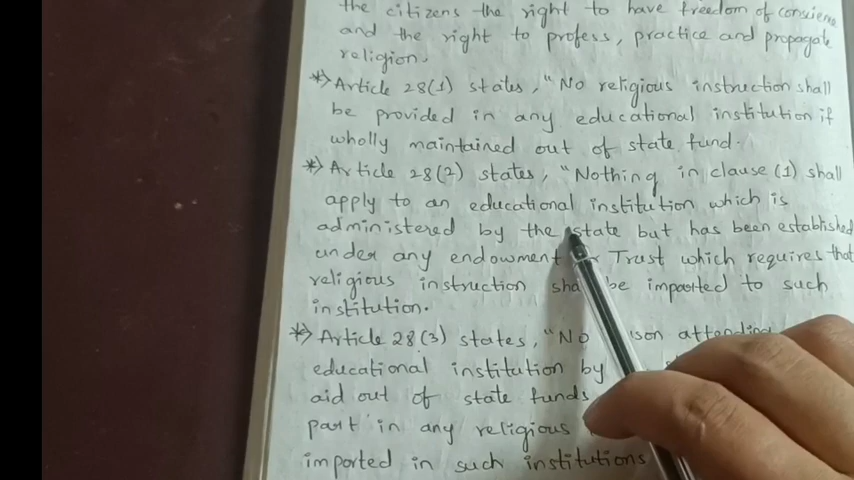 the citizens the right to have freedom of conscience
and the right to profess, practice and propagate
religion.
*> Article 28(1) states, "No religious instruction shall
be provided in any educational institution if
wholly maintained out of state fund.
*> Article 28(2) states, "Nothing in clause (1) shall
apply to an educational institution which is
administered by the state but has been established
under any endowment Trust which requires that
religious instruction be imparted to such
institution.
*> Article 28(3) states, "No attending
educational institution by
aid out of state funds
part in any religious
imported in such institutions